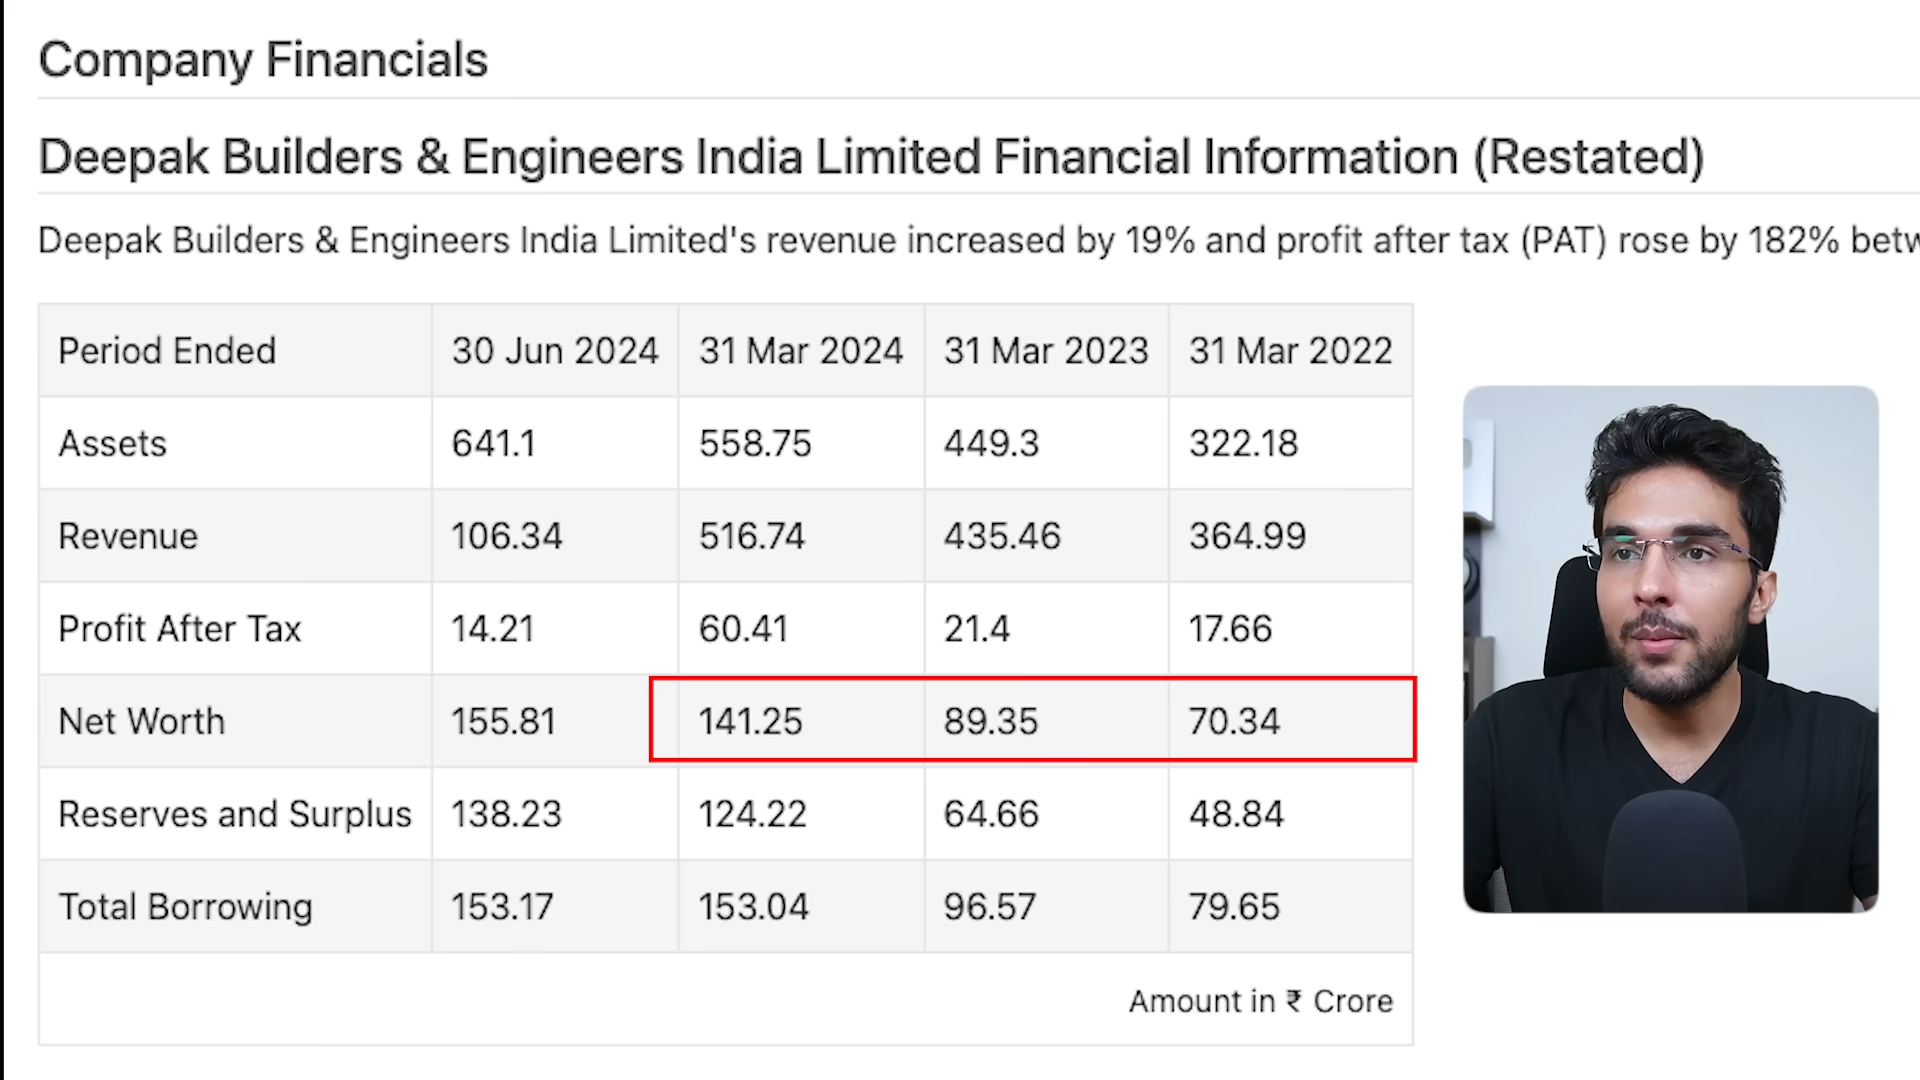 Company Financials
Deepak Builders & Engineers India Limited Financial Information (Restated)
Deepak Builders & Engineers India Limited's revenue increased by 19% and profit after tax (PAT) rose by 182% betw
Period Ended 30 Jun 2024 31 Mar 2024 31 Mar 2023 31 Mar 2022
Assets 641.1 558.75 449.3 322.18
Revenue 106.34 516.74 435.46 364.99
Profit After Tax 14.21 60.41 21.4 17.66
Net Worth 155.81 141.25 89.35 70.34
Reserves and Surplus 138.23 124.22 64.66 48.84
Total Borrowing 153.17 153.04 96.57 79.65
Amount in ₹ Crore